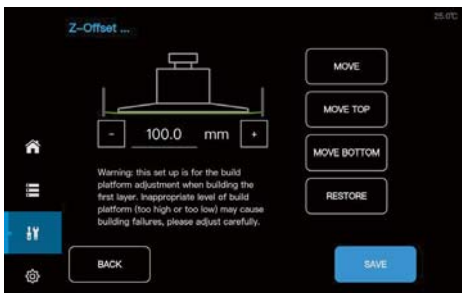 25.0℃
Z-Offset ...
MOVE
MOVE TOP
- 100.0 mm +
MOVE BOTTOM
Warning: this set up is for the build
platform adjustment when building the
first layer. Inappropriate level of build
platform (too high or too low) may cause
building failures, please adjust carefully.
RESTORE
BACK
SAVE